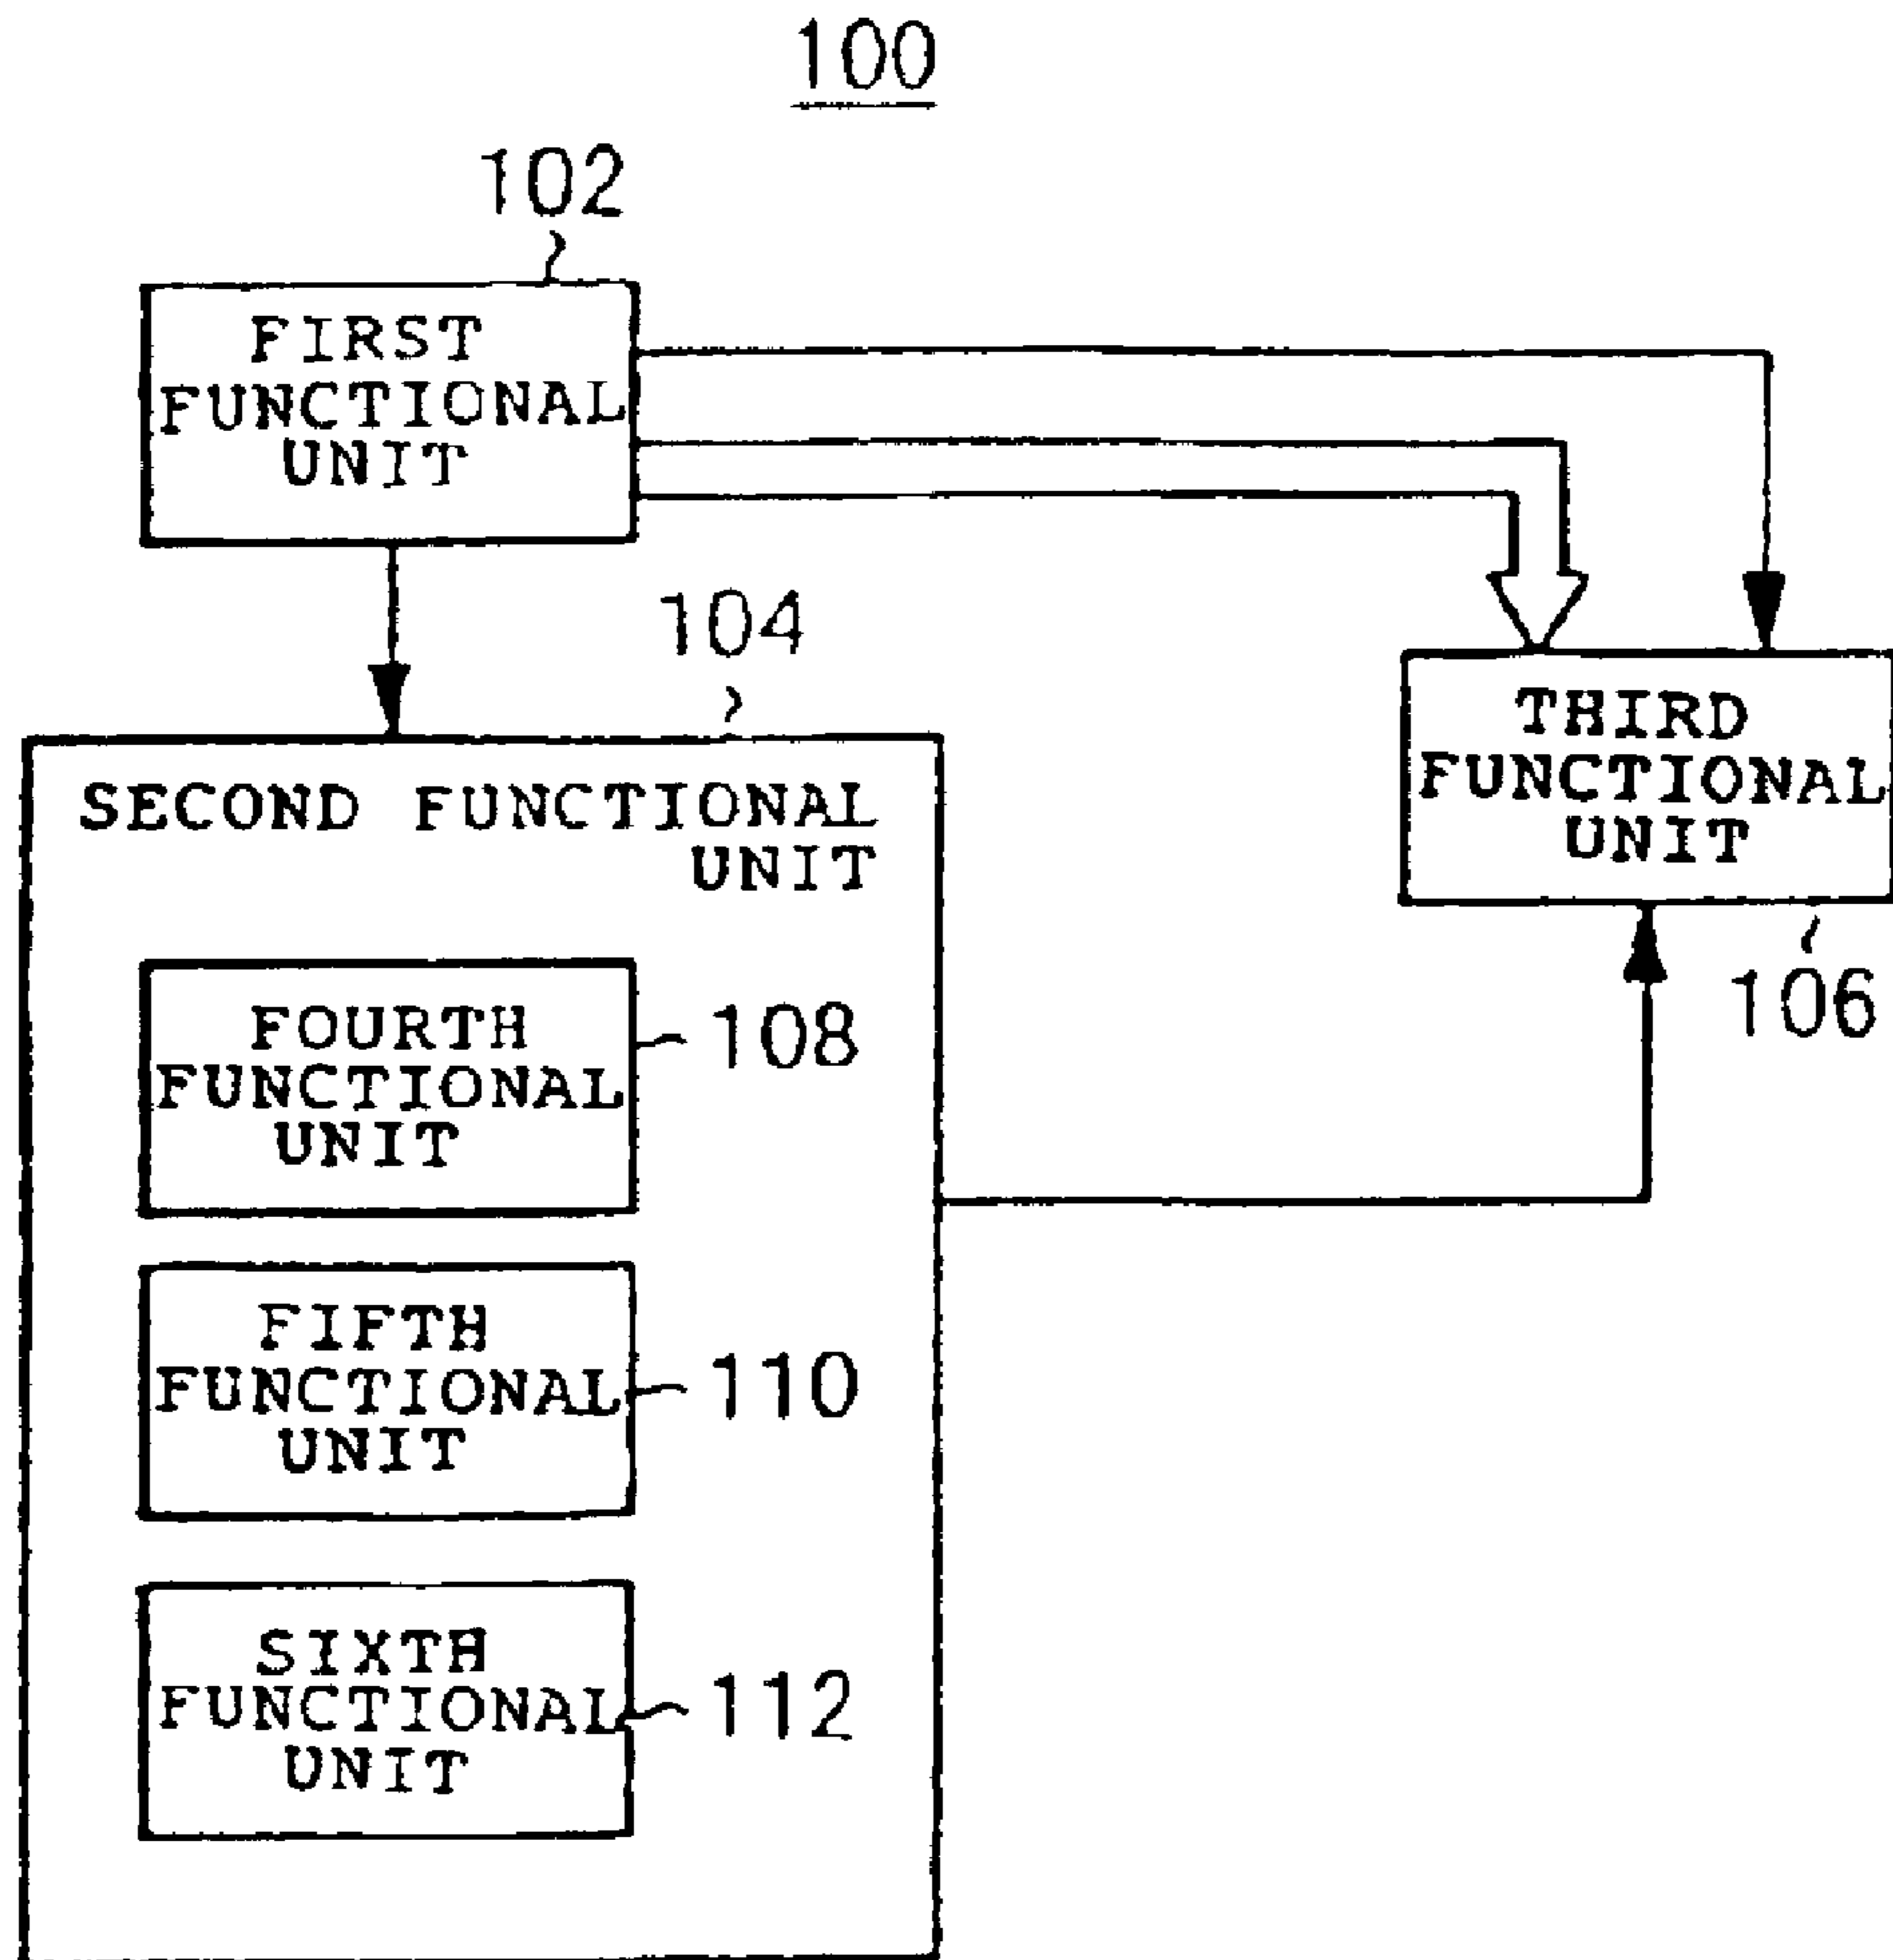 100
102
FIRST
FUNCTIONAL
UNIT
104
SECOND FUNCTIONAL
UNIT
THIRD
FUNCTIONAL
UNIT
106
FOURTH
FUNCTIONAL
UNIT
108
FIFTH
FUNCTIONAL
UNIT
110
SIXTH
FUNCTIONAL
UNIT
112